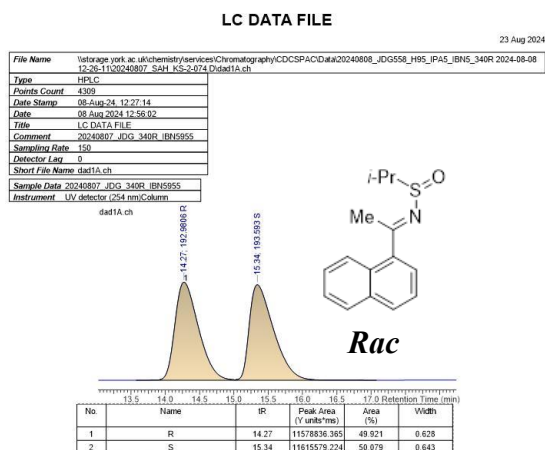 LC DATA FILE
23 Aug 2024
File Name \\storage.york.ac.uk\chemistry\services\Chromatography\CDCSPAC\Data\20240808_JDG558_H95_IPA5_IBN5_340R 2024-08-08
12-26-11\20240807_SAH_KS-2-074.D\dad1A.ch
Type HPLC
Points Count 4309
Date Stamp 08-Aug-24, 12:27:14
Date 08 Aug 2024 12:56:02
Title LC DATA FILE
Comment 20240807_JDG_340R_IBN5955
Sampling Rate 150
Detector Lag 0
Short File Name dad1A.ch
Sample Data 20240807_JDG_340R_IBN5955
Instrument UV detector (254 nm)Column
dad1A.ch
14.27; 192.9806 R
15.34; 193.593 S
i-Pr
S
O
Me
N
Rac
13.5 14.0 14.5 15.0 15.5 16.0 16.5 17.0 Retention Time (min)
No. Name tR Peak Area (Y units*ms) Area (%) Width
1 R 14.27 11578836.365 49.921 0.628
2 S 15.34 11615579.224 50.079 0.643